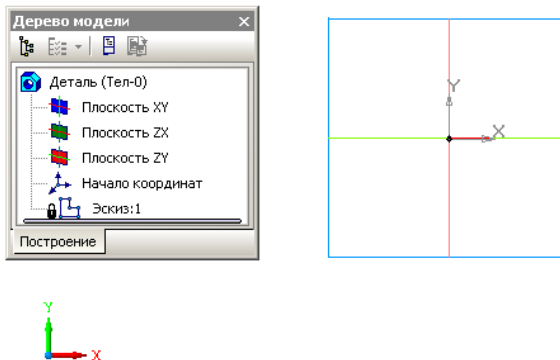 Дерево модели
Деталь (Тел-0)
Плоскость XY
Плоскость ZX
Плоскость ZY
Начало координат
Эскиз:1
Построение
Y
X
Y
X